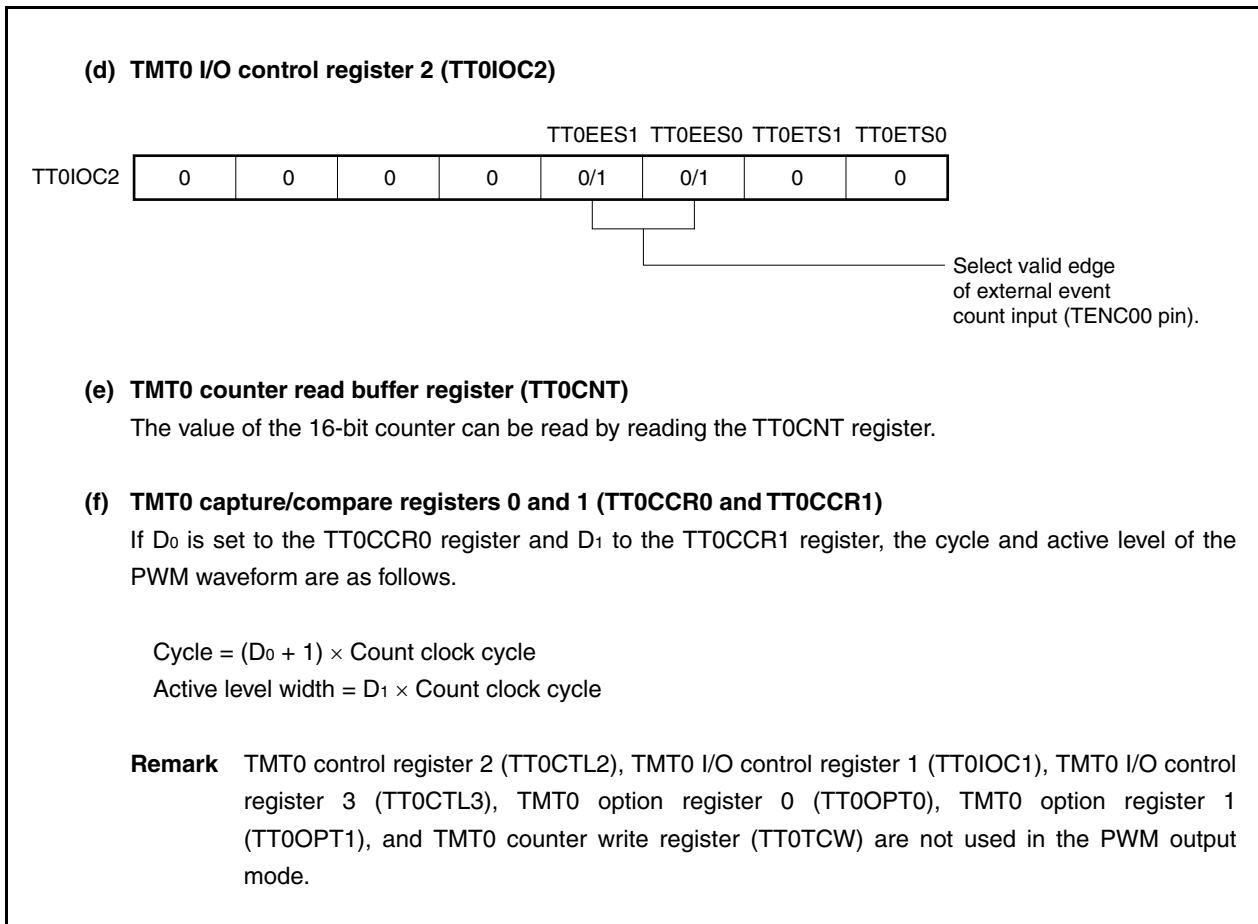 (d) TMT0 I/O control register 2 (TT0IOC2)
TT0EES1 TT0EES0 TT0ETS1 TT0ETS0
TT0IOC2 0 0 0 0 0/1 0/1 0 0
Select valid edge
of external event
count input (TENC00 pin).
(e) TMT0 counter read buffer register (TT0CNT)
The value of the 16-bit counter can be read by reading the TT0CNT register.
(f) TMT0 capture/compare registers 0 and 1 (TT0CCR0 and TT0CCR1)
If D0 is set to the TT0CCR0 register and D1 to the TT0CCR1 register, the cycle and active level of the
PWM waveform are as follows.
Cycle = (D0 + 1) × Count clock cycle
Active level width = D1 × Count clock cycle
Remark TMT0 control register 2 (TT0CTL2), TMT0 I/O control register 1 (TT0IOC1), TMT0 I/O control
register 3 (TT0CTL3), TMT0 option register 0 (TT0OPT0), TMT0 option register 1
(TT0OPT1), and TMT0 counter write register (TT0TCW) are not used in the PWM output
mode.